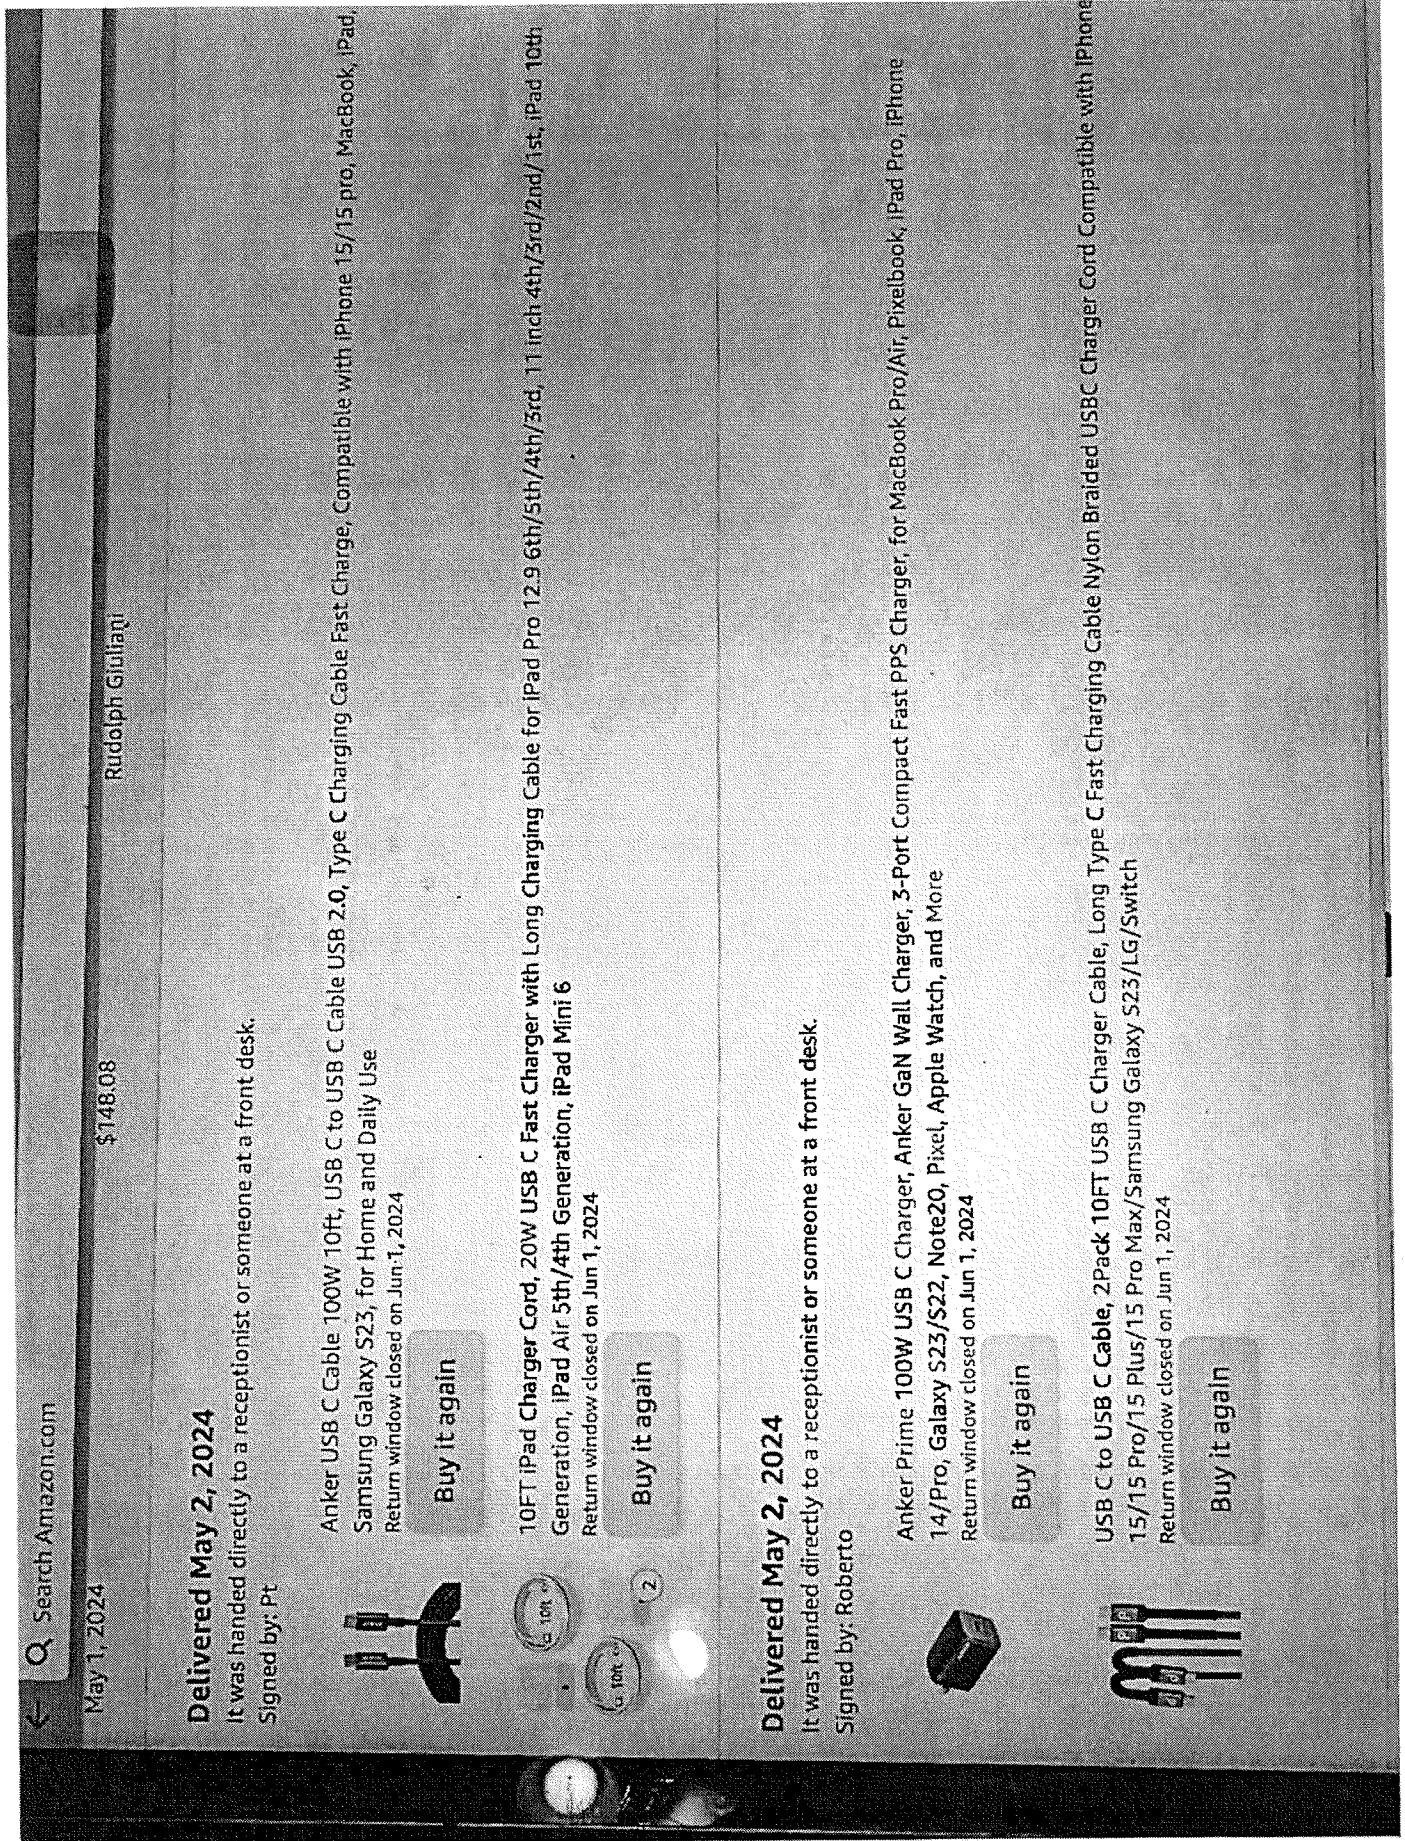 ← Search Amazon.com
May 1, 2024 $148.08 Rudolph Giuliani
Delivered May 2, 2024
It was handed directly to a receptionist or someone at a front desk.
Signed by: Pt
Anker USB C Cable 100W 10ft, USB C to USB C Cable USB 2.0, Type C Charging Cable Fast Charge, Compatible with iPhone 15/15 pro, MacBook, iPad,
Samsung Galaxy S23, for Home and Daily Use
Return window closed on Jun 1, 2024
Buy it again
10ft
10ft
2
10FT iPad Charger Cord, 20W USB C Fast Charger with Long Charging Cable for iPad Pro 12.9 6th/5th/4th/3rd, 11 inch 4th/3rd/2nd/1st, iPad 10th
Generation, iPad Air 5th/4th Generation, iPad Mini 6
Return window closed on Jun 1, 2024
Buy it again
Delivered May 2, 2024
It was handed directly to a receptionist or someone at a front desk.
Signed by: Roberto
Anker Prime 100W USB C Charger, Anker GaN Wall Charger, 3-Port Compact Fast PPS Charger, for MacBook Pro/Air, Pixelbook, iPad Pro, iPhone
14/Pro, Galaxy S23/S22, Note20, Pixel, Apple Watch, and More
Return window closed on Jun 1, 2024
Buy it again
USB C to USB C Cable, 2Pack 10FT USB C Charger Cable, Long Type C Fast Charging Cable Nylon Braided USBC Charger Cord Compatible with iPhone
15/15 Pro/15 Plus/15 Pro Max/Samsung Galaxy S23/LG/Switch
Return window closed on Jun 1, 2024
Buy it again